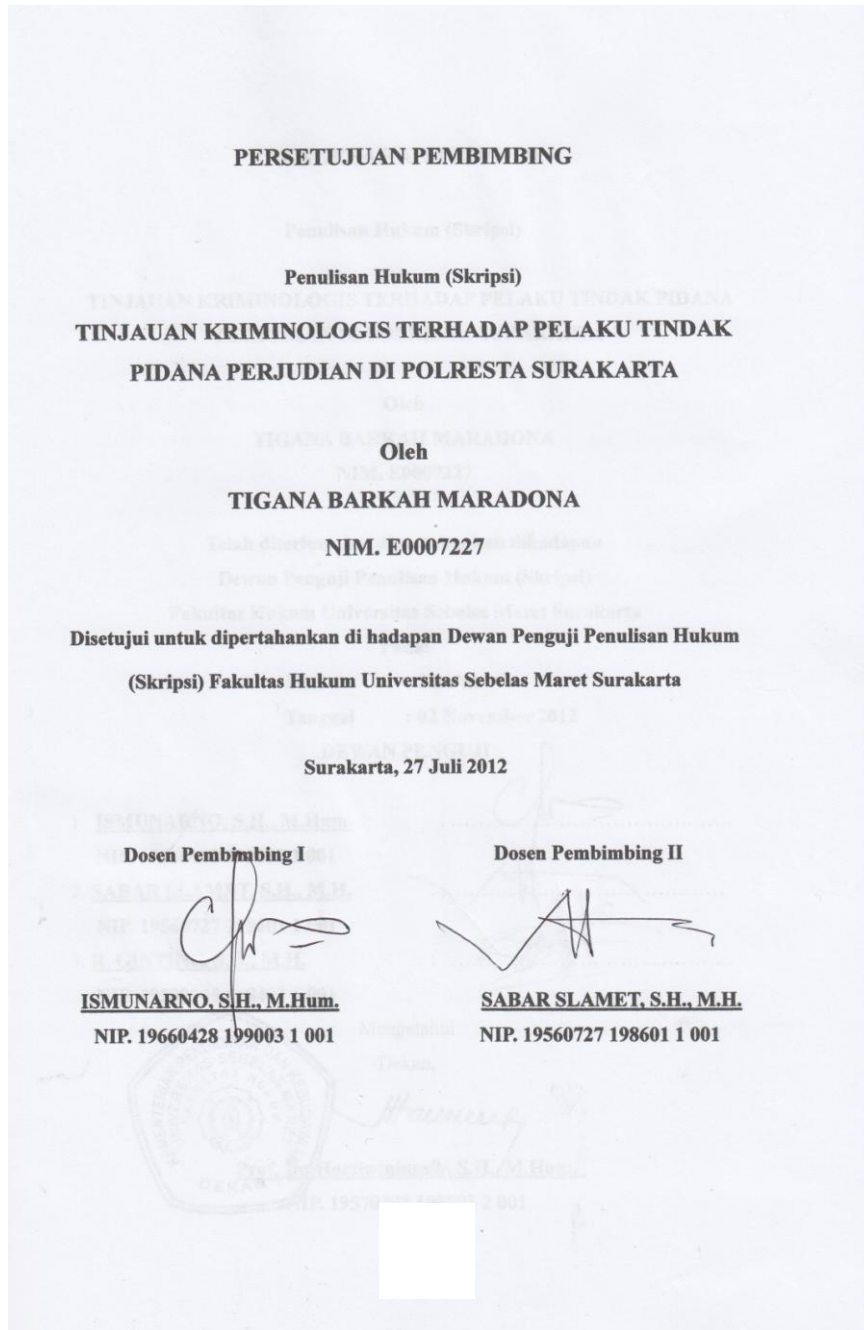 PERSETUJUAN PEMBIMBING
Penulisan Hukum (Skripsi)
TINJAUAN KRIMINOLOGIS TERHADAP PELAKU TINDAK
PIDANA PERJUDIAN DI POLRESTA SURAKARTA
Oleh
TIGANA BARKAH MARADONA
NIM. E0007227
Disetujui untuk dipertahankan di hadapan Dewan Penguji Penulisan Hukum
(Skripsi) Fakultas Hukum Universitas Sebelas Maret Surakarta
Surakarta, 27 Juli 2012
Dosen Pembimbing I
Dosen Pembimbing II
ISMUNARNO, S.H., M.Hum.
SABAR SLAMET, S.H., M.H.
NIP. 19660428 199003 1 001
NIP. 19560727 198601 1 001